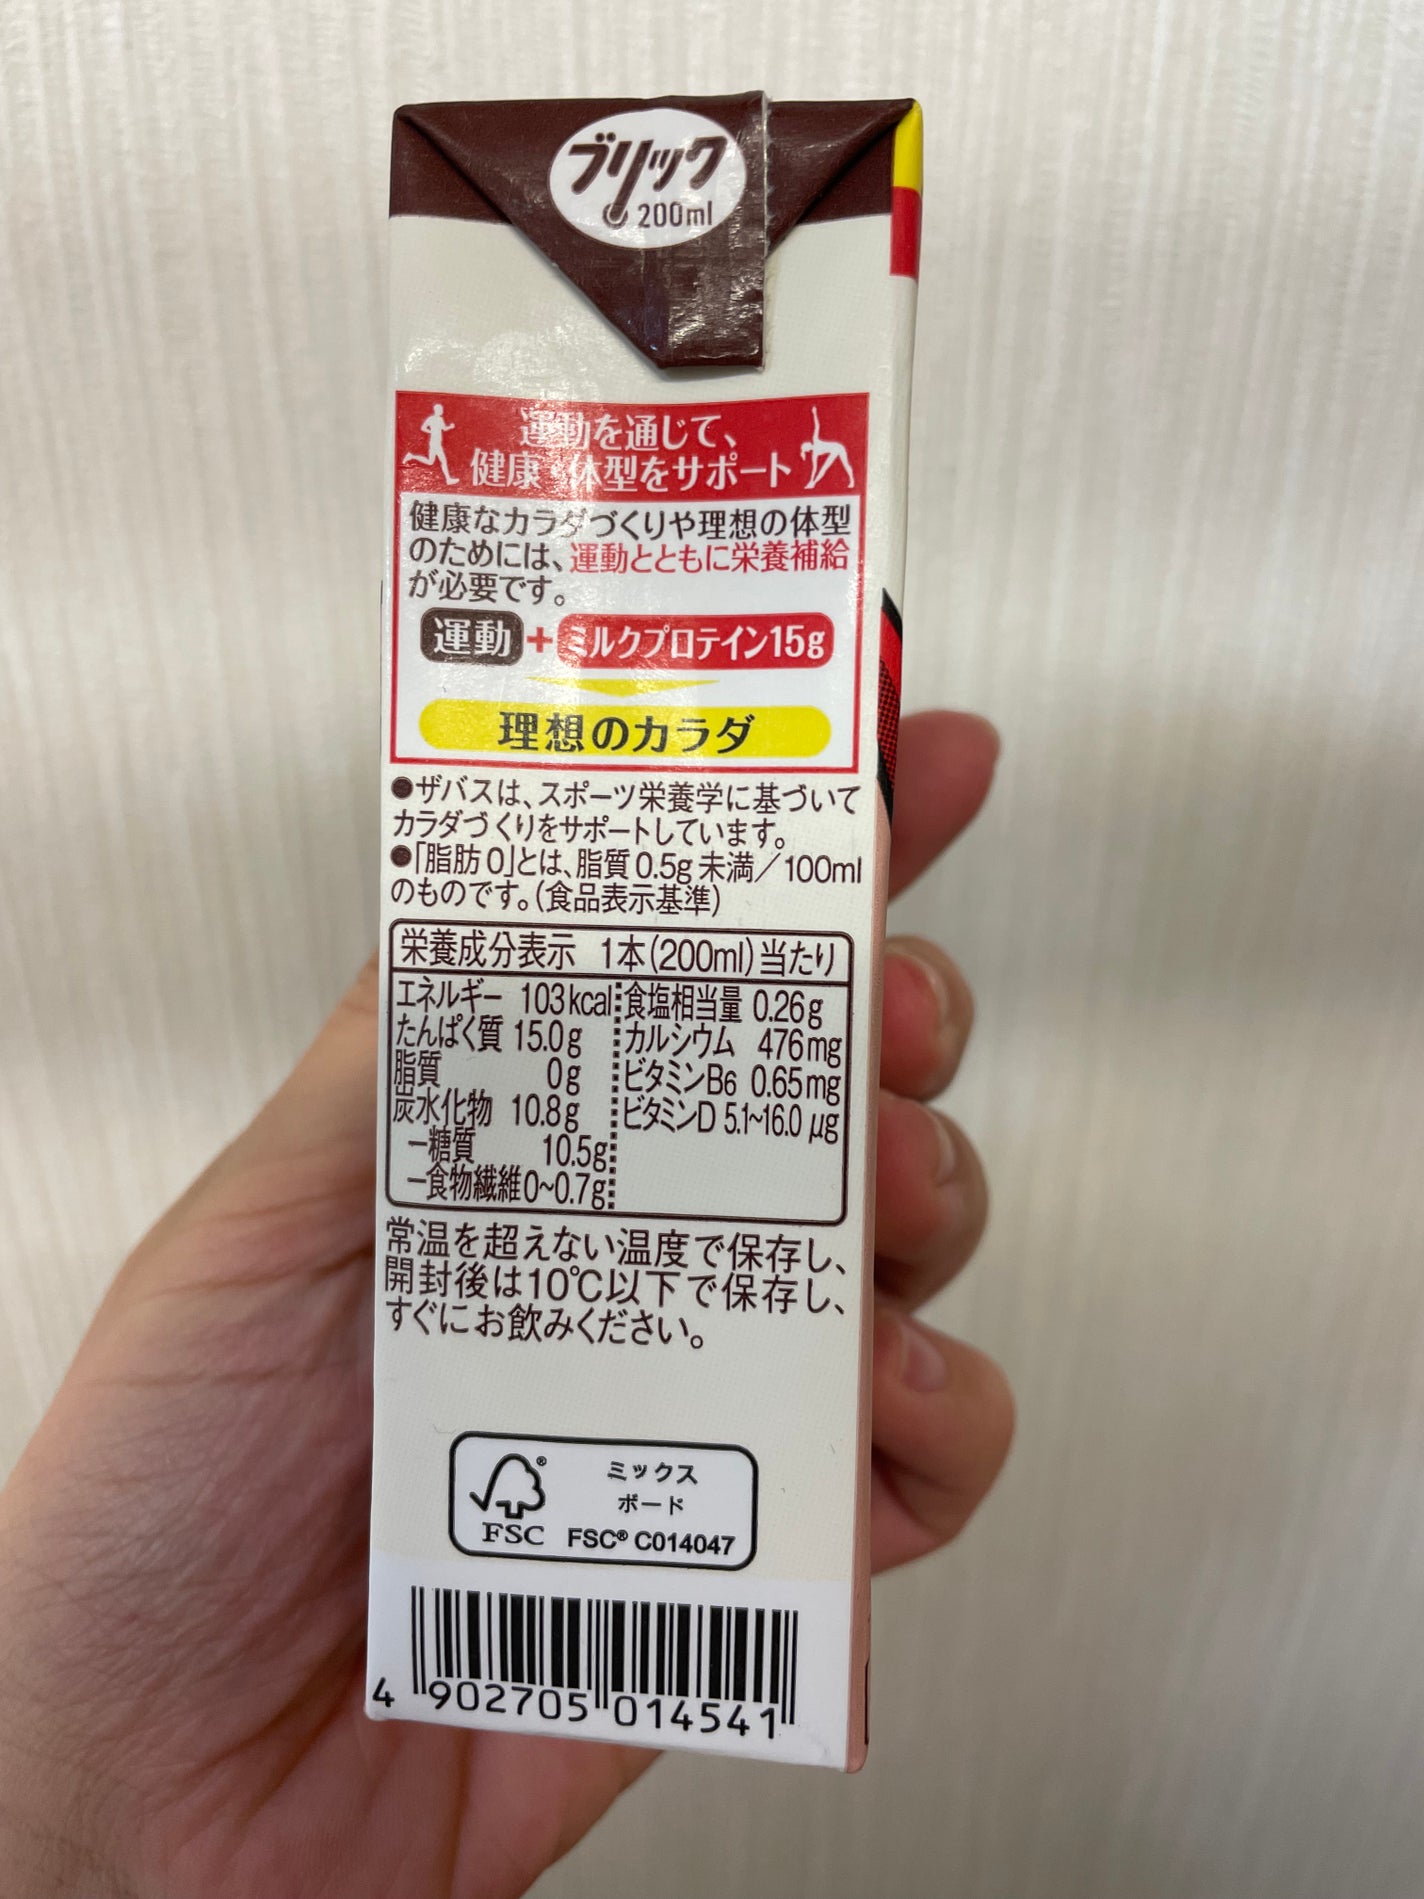 ブリック
200ml
運動を通じて、
健康・体型をサポート
健康なカラダづくりや理想の体型
のためには、運動とともに栄養補給
が必要です。
運動+ミルクプロテイン15g
理想のカラダ
●ザバスは、スポーツ栄養学に基づいて
カラダづくりをサポートしています。
●「脂肪0」とは、脂質0.5g未満/100ml
のものです。(食品表示基準)
栄養成分表示 1本(200ml)当たり
エネルギー 103kcal
たんぱく質 15.0g
脂質 0g
炭水化物 10.8g
ー糖質 10.5g
ー食物繊維0~0.7g
食塩相当量 0.26g
カルシウム 476mg
ビタミンB6 0.65mg
ビタミンD 5.1~16.0 μg
常温を超えない温度で保存し、
開封後は10℃以下で保存し、
すぐにお飲みください。
ミックス
ボード
FSC® C014047
FSC
4 902705 014541